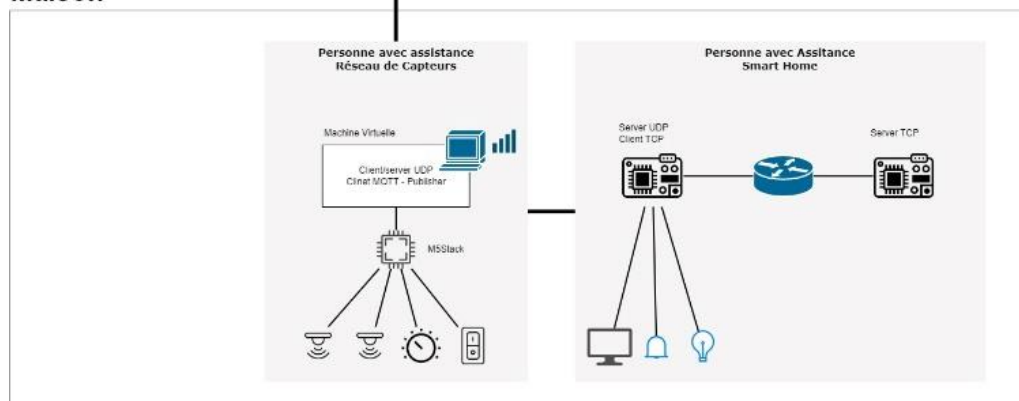 Personne avec assistance
Réseau de Capteurs
Machine Virtuelle
Client/server UDP
Clinat MQTT - Publisher
M5Stack
Personne avec Assitance
Smart Home
Server UDP
Client TCP
Server TCP